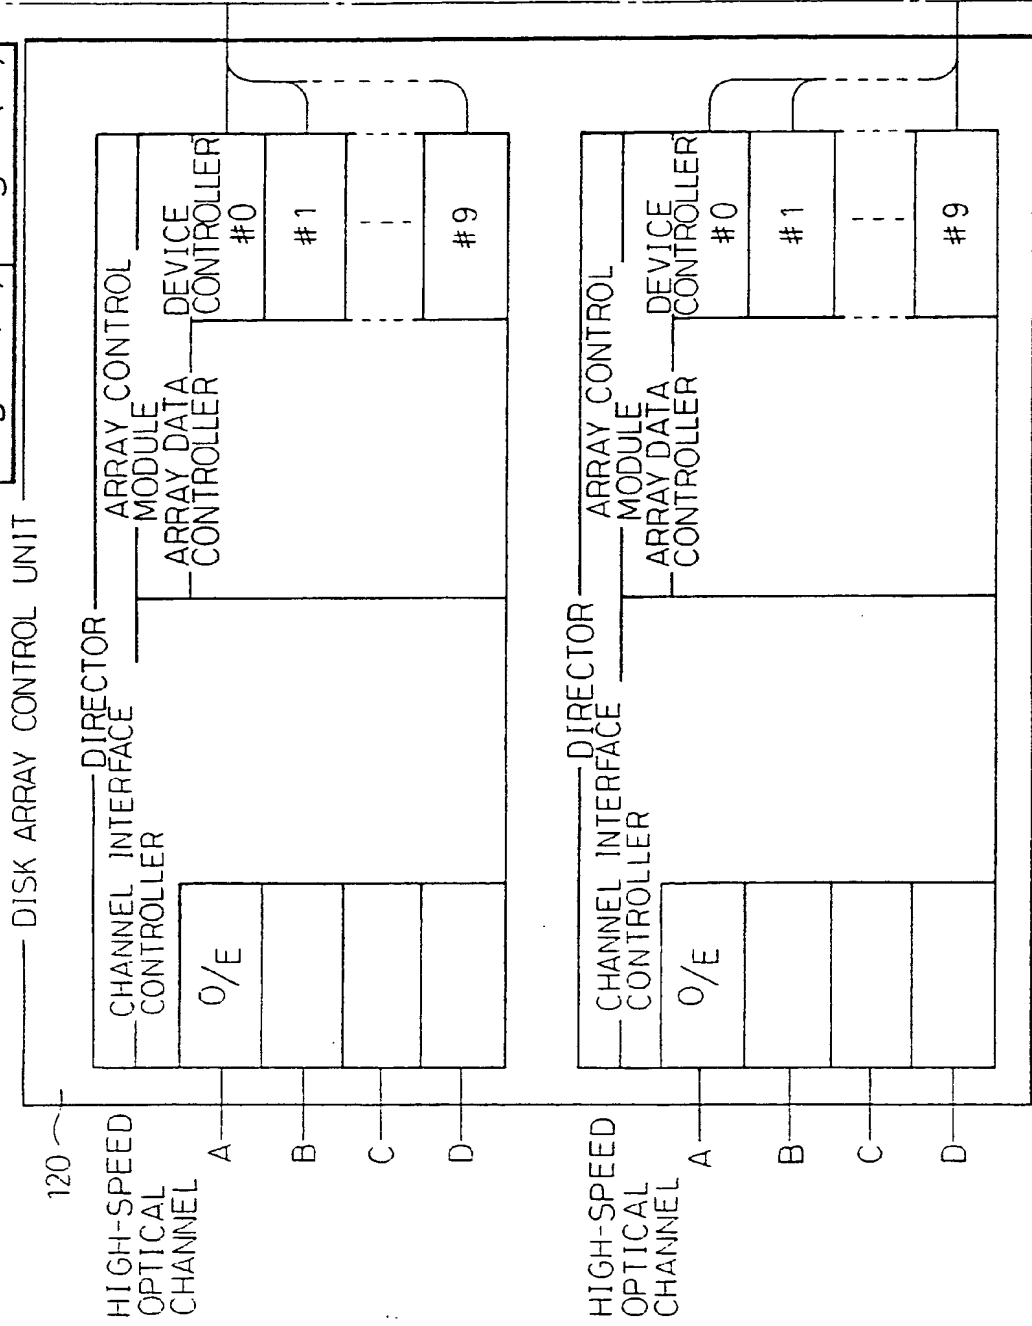 DISK ARRAY CONTROL UNIT
120
HIGH-SPEED
OPTICAL
CHANNEL
A
B
C
D
DIRECTOR
CHANNEL INTERFACE
CONTROLLER
O/E
ARRAY CONTROL
MODULE
ARRAY DATA
CONTROLLER
DEVICE
CONTROLLER
#0
#1
#9
HIGH-SPEED
OPTICAL
CHANNEL
A
B
C
D
DIRECTOR
CHANNEL INTERFACE
CONTROLLER
O/E
ARRAY CONTROL
MODULE
ARRAY DATA
CONTROLLER
DEVICE
CONTROLLER
#0
#1
#9